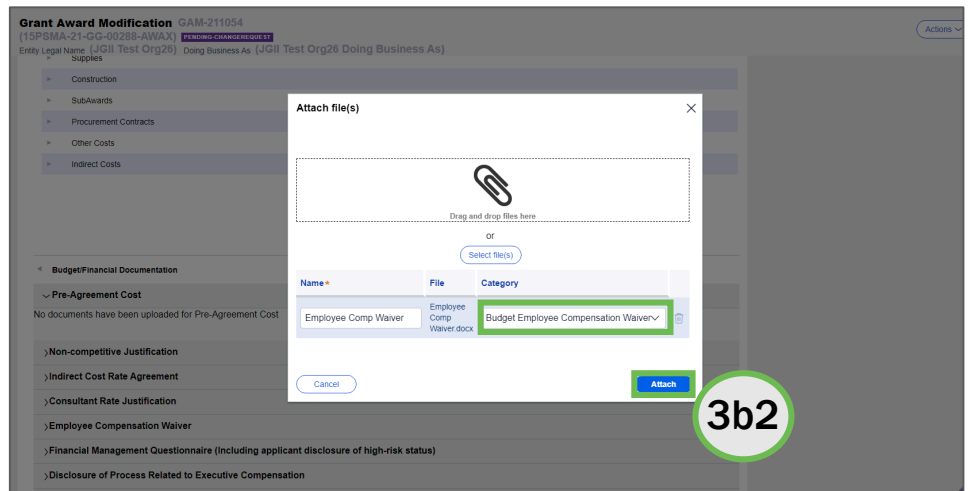 Grant Award Modification GAM-211054
(15PSMA-21-GG-00288-AWAX) PENDING-CHANGEREQUEST
Actions
Entity Legal Name (JGII Test Org26) Doing Business As (JGII Test Org26 Doing Business As)
Supplies
Construction
SubAwards
Procurement Contracts
Other Costs
Indirect Costs
Attach file(s)
Drag and drop files here
or
Select file(s)
Name* File Category
Employee Comp Waiver
Employee
Comp
Waiver.docx
Budget Employee Compensation Waiver
Cancel
Attach
3b2
Budget/Financial Documentation
Pre-Agreement Cost
No documents have been uploaded for Pre-Agreement Cost
Non-competitive Justification
Indirect Cost Rate Agreement
Consultant Rate Justification
Employee Compensation Waiver
Financial Management Questionnaire (Including applicant disclosure of high-risk status)
Disclosure of Process Related to Executive Compensation